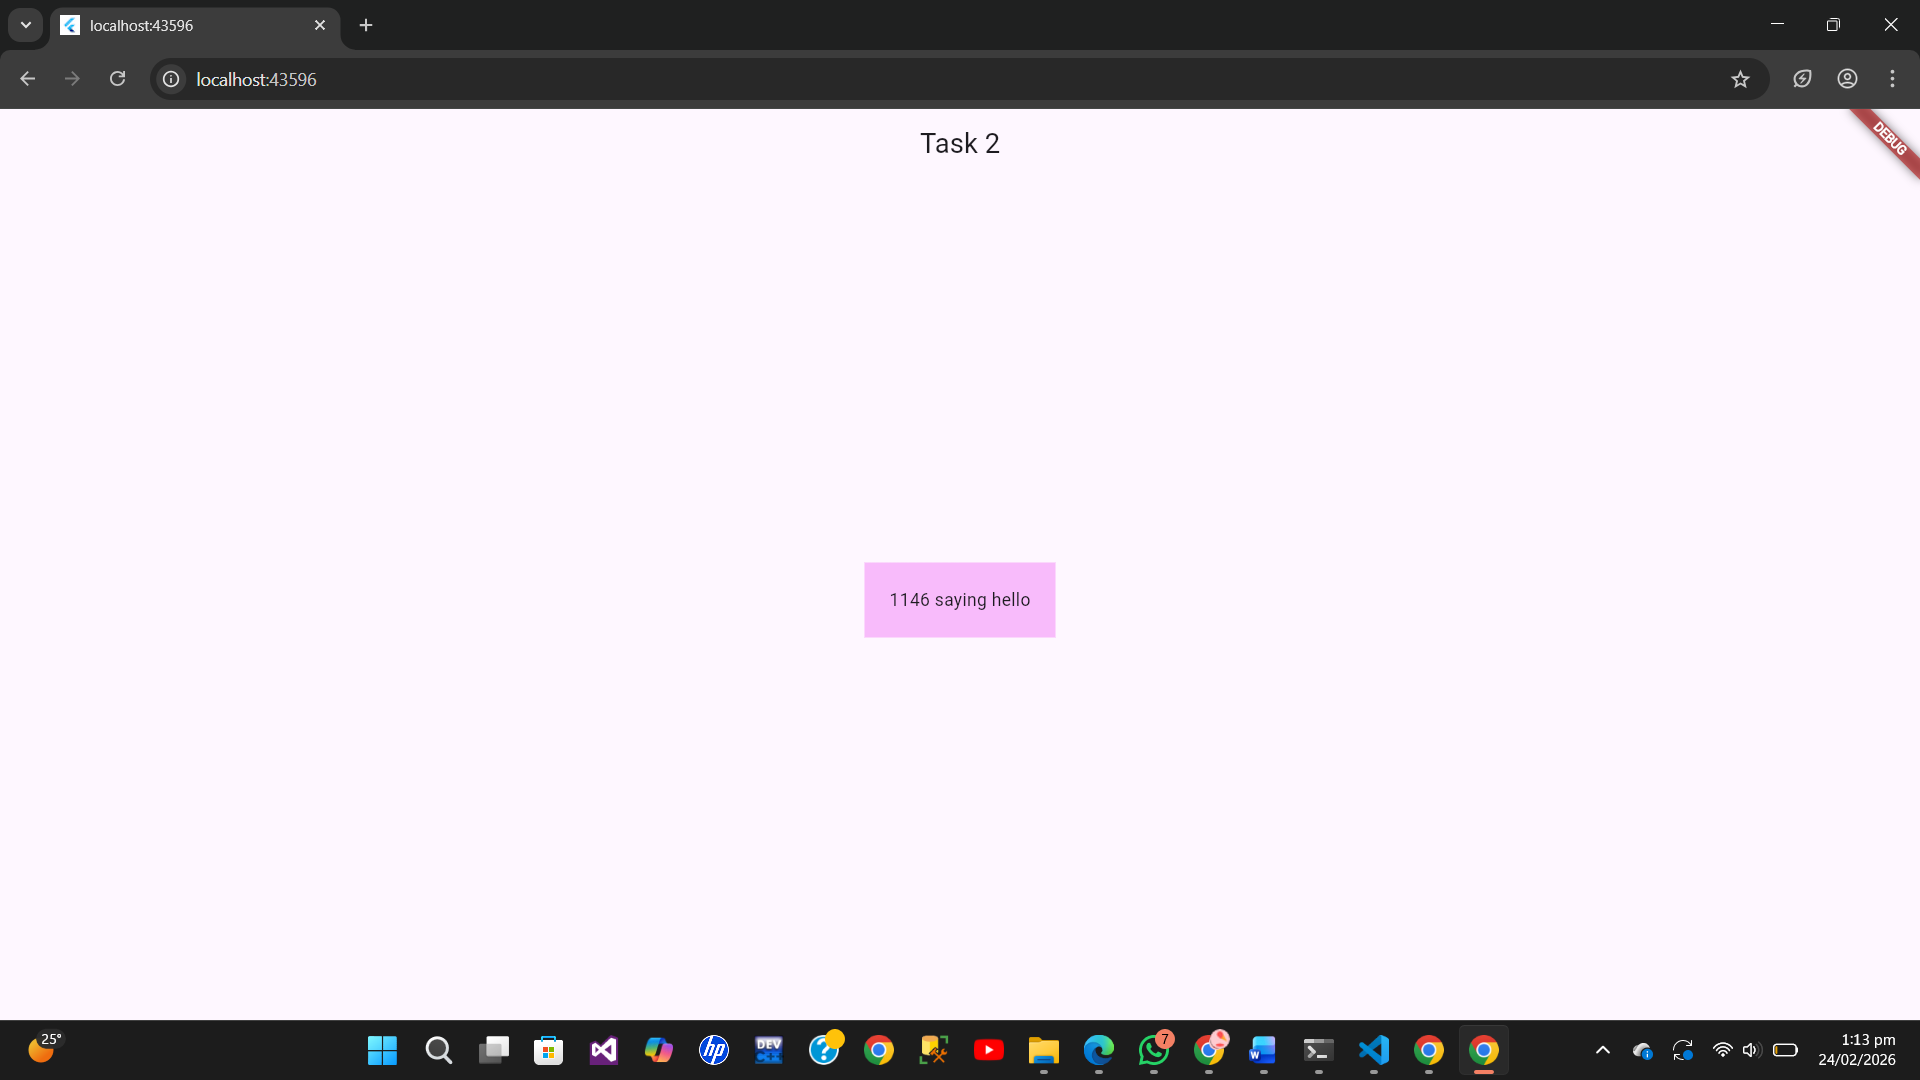 localhost:43596
localhost:43596
DEBUG
Task 2
1146 saying hello
25°
hp
DEV
C++
?
7
W
1:13 pm
24/02/2026